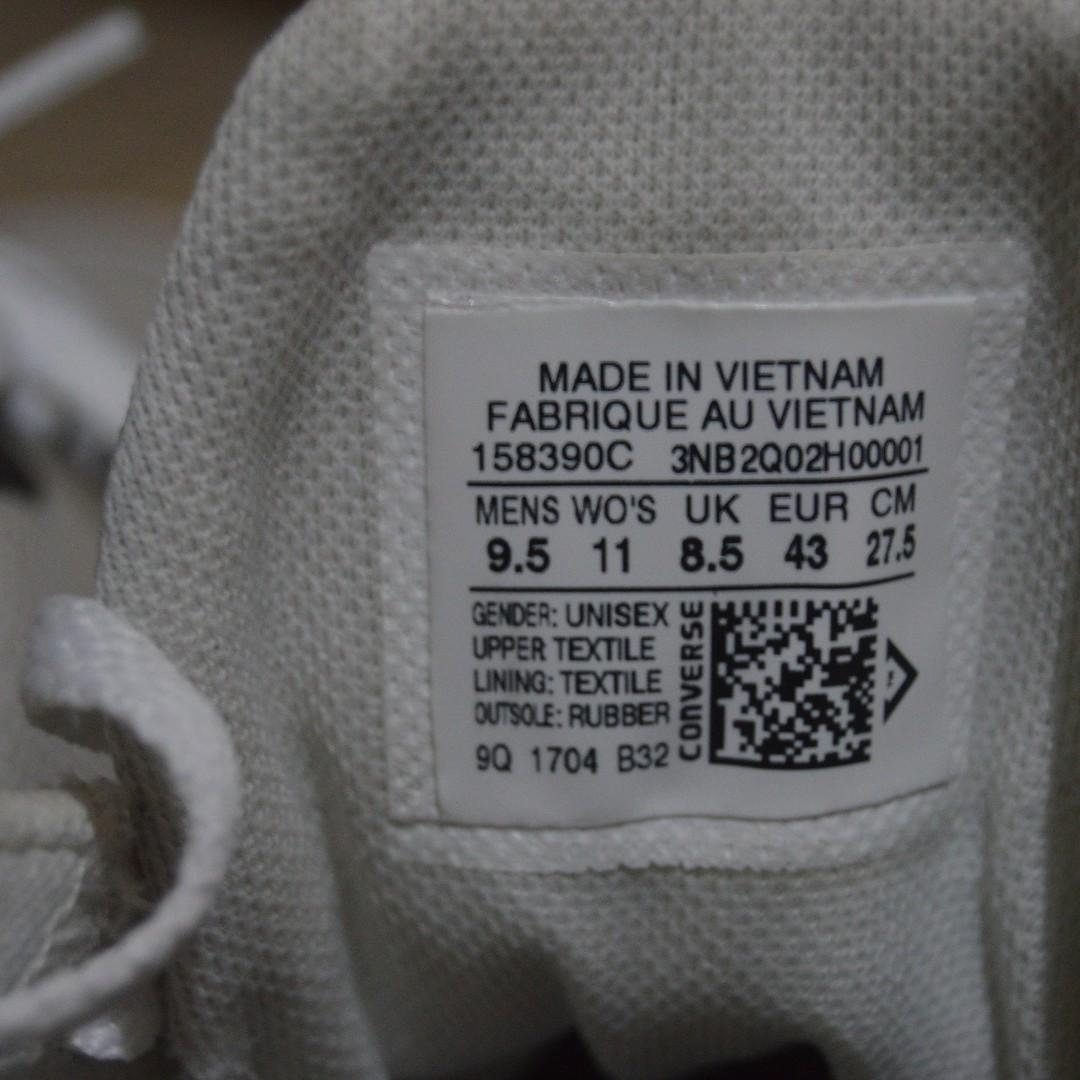 MADE IN VIETNAM
FABRIQUE AU VIETNAM
158390C 3NB2Q02H00001
MENS WO'S UK EUR CM
9.5 11 8.5 43 27.5
GENDER: UNISEX
UPPER TEXTILE
LINING: TEXTILE
OUTSOLE: RUBBER
9Q 1704 B32
CONVERSE